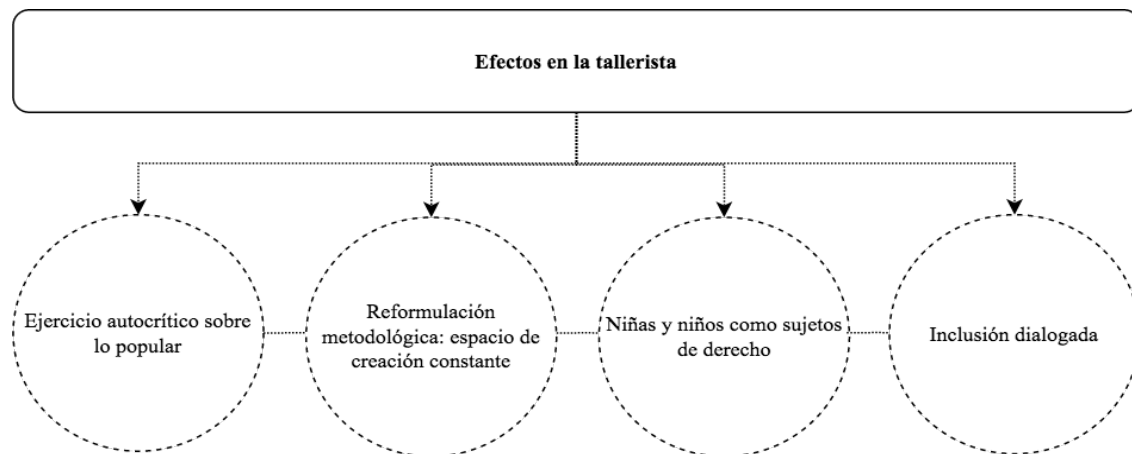 Efectos en la tallerista
Ejercicio autocrítico sobre
lo popular
Reformulación
metodológica: espacio de
creación constante
Niñas y niños como sujetos
de derecho
Inclusión dialogada